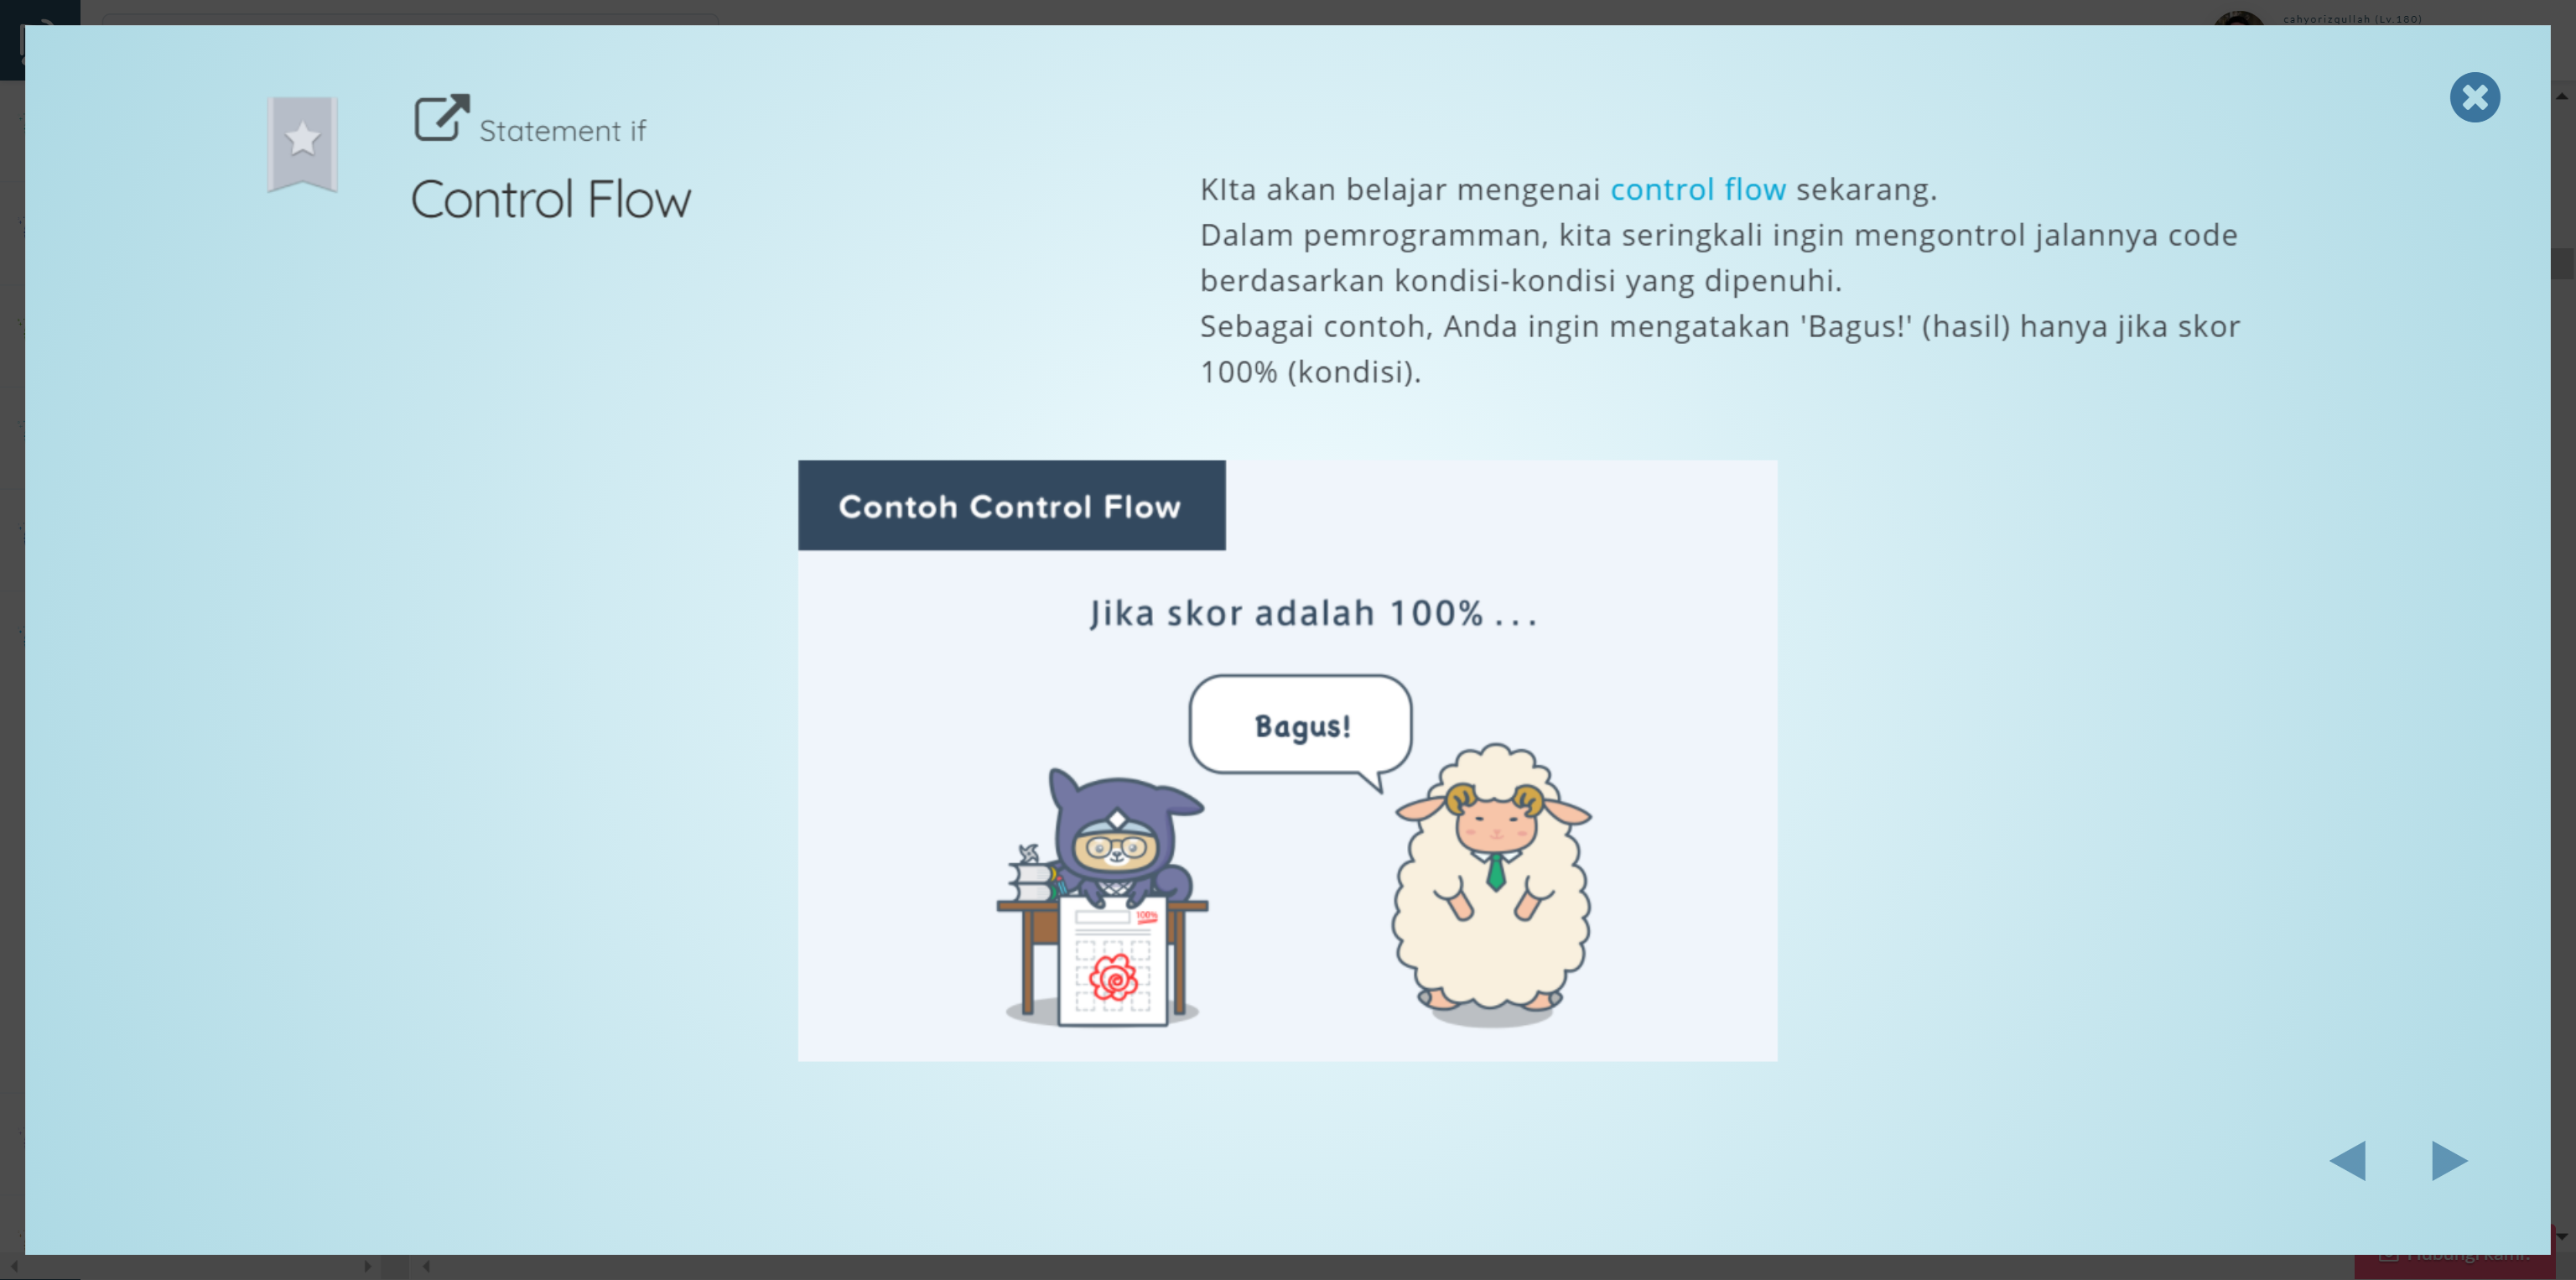 cahyorizqullah (Lv.180)
Statement if
Control Flow
KIta akan belajar mengenai control flow sekarang.
Dalam pemrogramman, kita seringkali ingin mengontrol jalannya code
berdasarkan kondisi-kondisi yang dipenuhi.
Sebagai contoh, Anda ingin mengatakan 'Bagus!' (hasil) hanya jika skor
100% (kondisi).
Contoh Control Flow
Jika skor adalah 100% ...
Bagus!
100%
Hubungi kami!